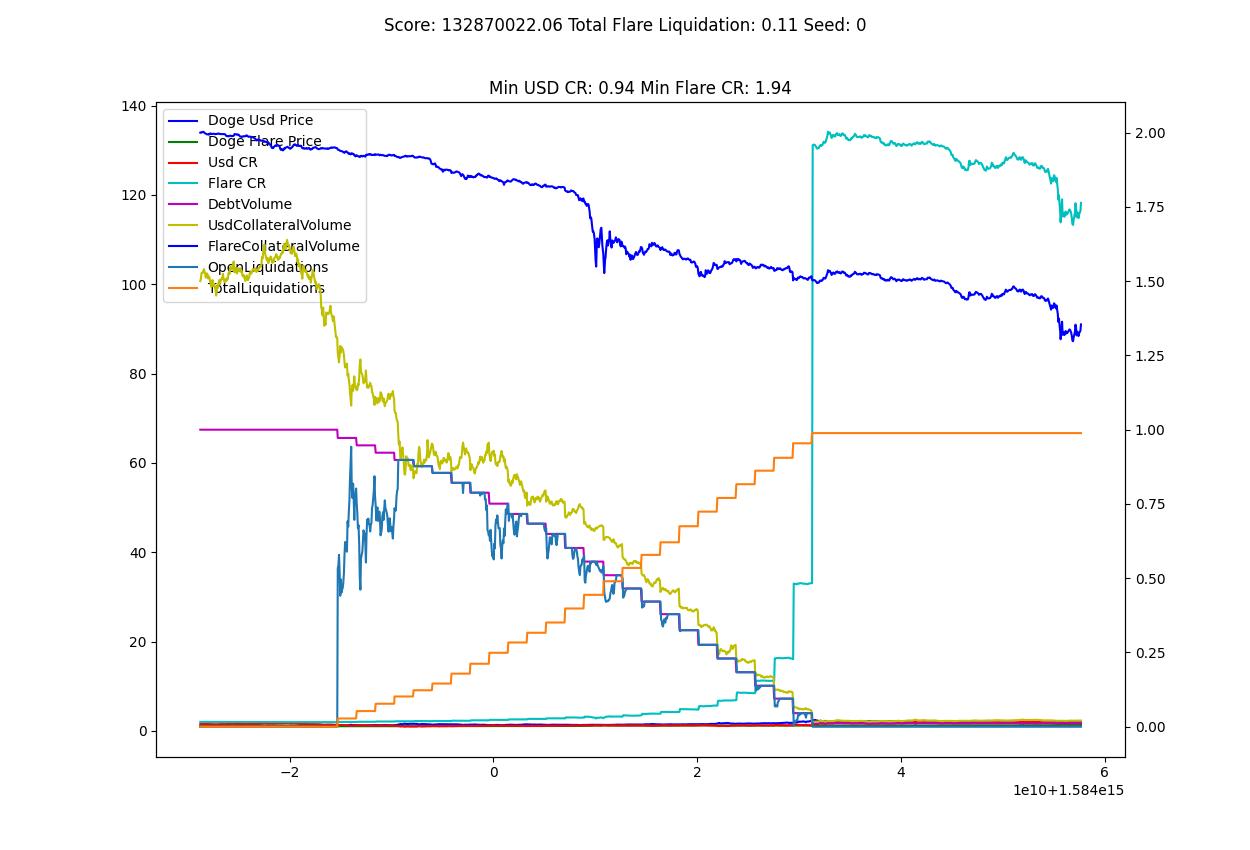 Score: 132870022.06 Total Flare Liquidation: 0.11 Seed: 0
Min USD CR: 0.94 Min Flare CR: 1.94
Doge Usd Price
Doge Flare Price
Usd CR
Flare CR
DebtVolume
UsdCollateralVolume
FlareCollateralVolume
OpenLiquidations
TotalLiquidations
140
120
100
80
60
40
20
0
2.00
1.75
1.50
1.25
1.00
0.75
0.50
0.25
0.00
−2
0
2
4
6
1e10+1.584e15